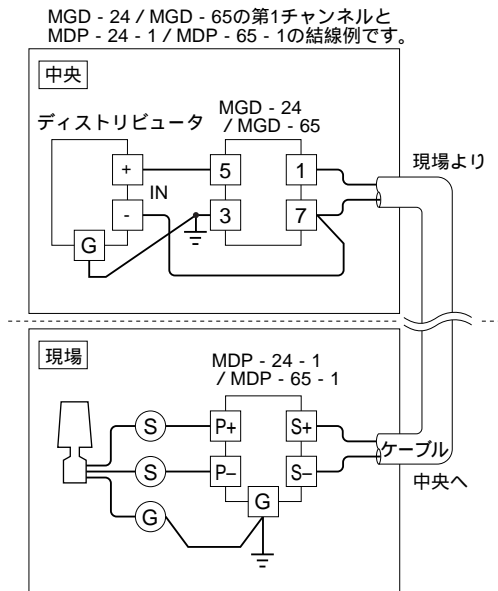 MGD - 24 / MGD - 65の第1チャンネルと
MDP - 24 - 1 / MDP - 65 - 1の結線例です。
中央
ディストリビュータ
MGD - 24
/ MGD - 65
現場より
+
IN
-
G
5
3
1
7
現場
MDP - 24 - 1
/ MDP - 65 - 1
S
S
G
P+
P–
G
S+
S–
ケーブル
中央へ